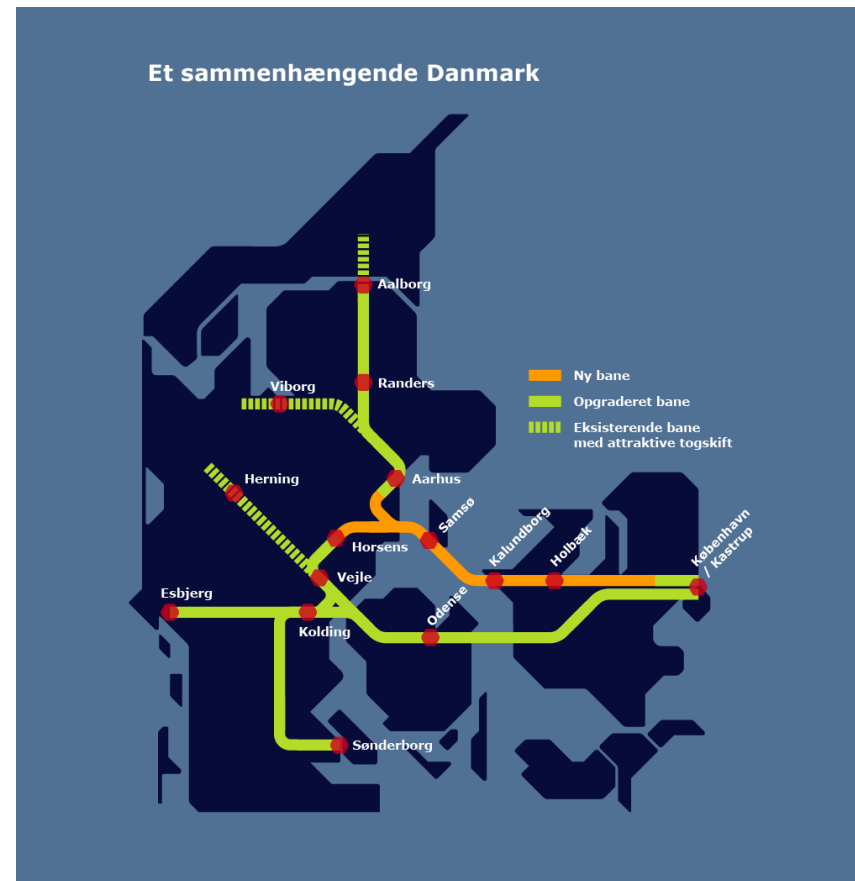 Et sammenhængende Danmark
Aalborg
Randers
Viborg
Ny bane
Opgraderet bane
Eksisterende bane
med attraktive togskift
Herning
Aarhus
Samsø
Kalundborg
Holbæk
København
/ Kastrup
Horsens
Vejle
Esbjerg
Kolding
Odense
Sønderborg